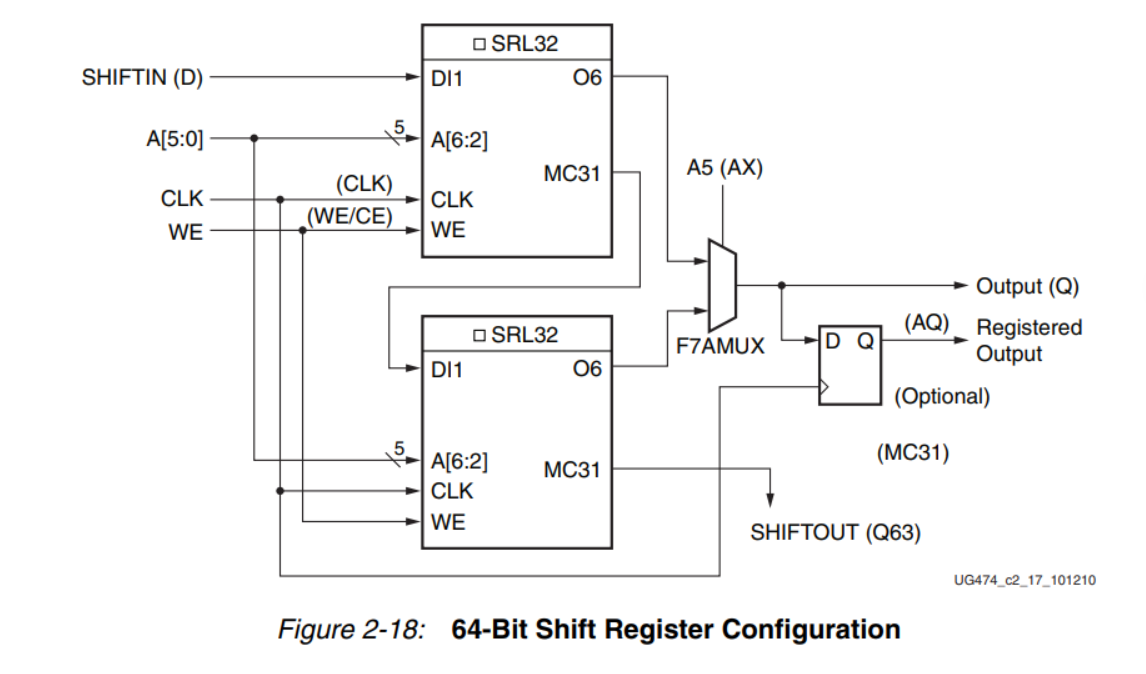 SRL32
SHIFTIN (D)
DI1
O6
A[5:0]
5
A[6:2]
MC31
A5 (AX)
CLK
(CLK)
CLK
WE
(WE/CE)
WE
Output (Q)
SRL32
F7AMUX
D Q
(AQ)
Registered
Output
DI1
O6
(Optional)
5
A[6:2]
MC31
(MC31)
CLK
WE
SHIFTOUT (Q63)
UG474_c2_17_101210
Figure 2-18: 64-Bit Shift Register Configuration